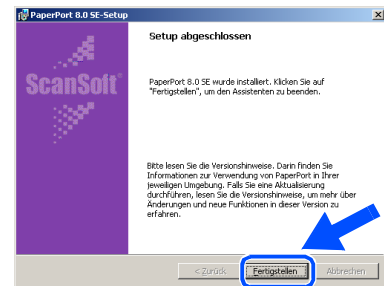 PaperPort 8.0 SE-Setup
Setup abgeschlossen
ScanSoft®
PaperPort 8.0 SE wurde installiert. Klicken Sie auf
"Fertigstellen", um den Assistenten zu beenden.
Bitte lesen Sie die Versionshinweise. Darin finden Sie
Informationen zur Verwendung von PaperPort in Ihrer
jeweiligen Umgebung. Falls Sie eine Aktualisierung
durchführen, lesen Sie die Versionshinweise, um mehr über
Änderungen und neue Funktionen in dieser Version zu
erfahren.
< Zurück
Fertigstellen
Abbrechen